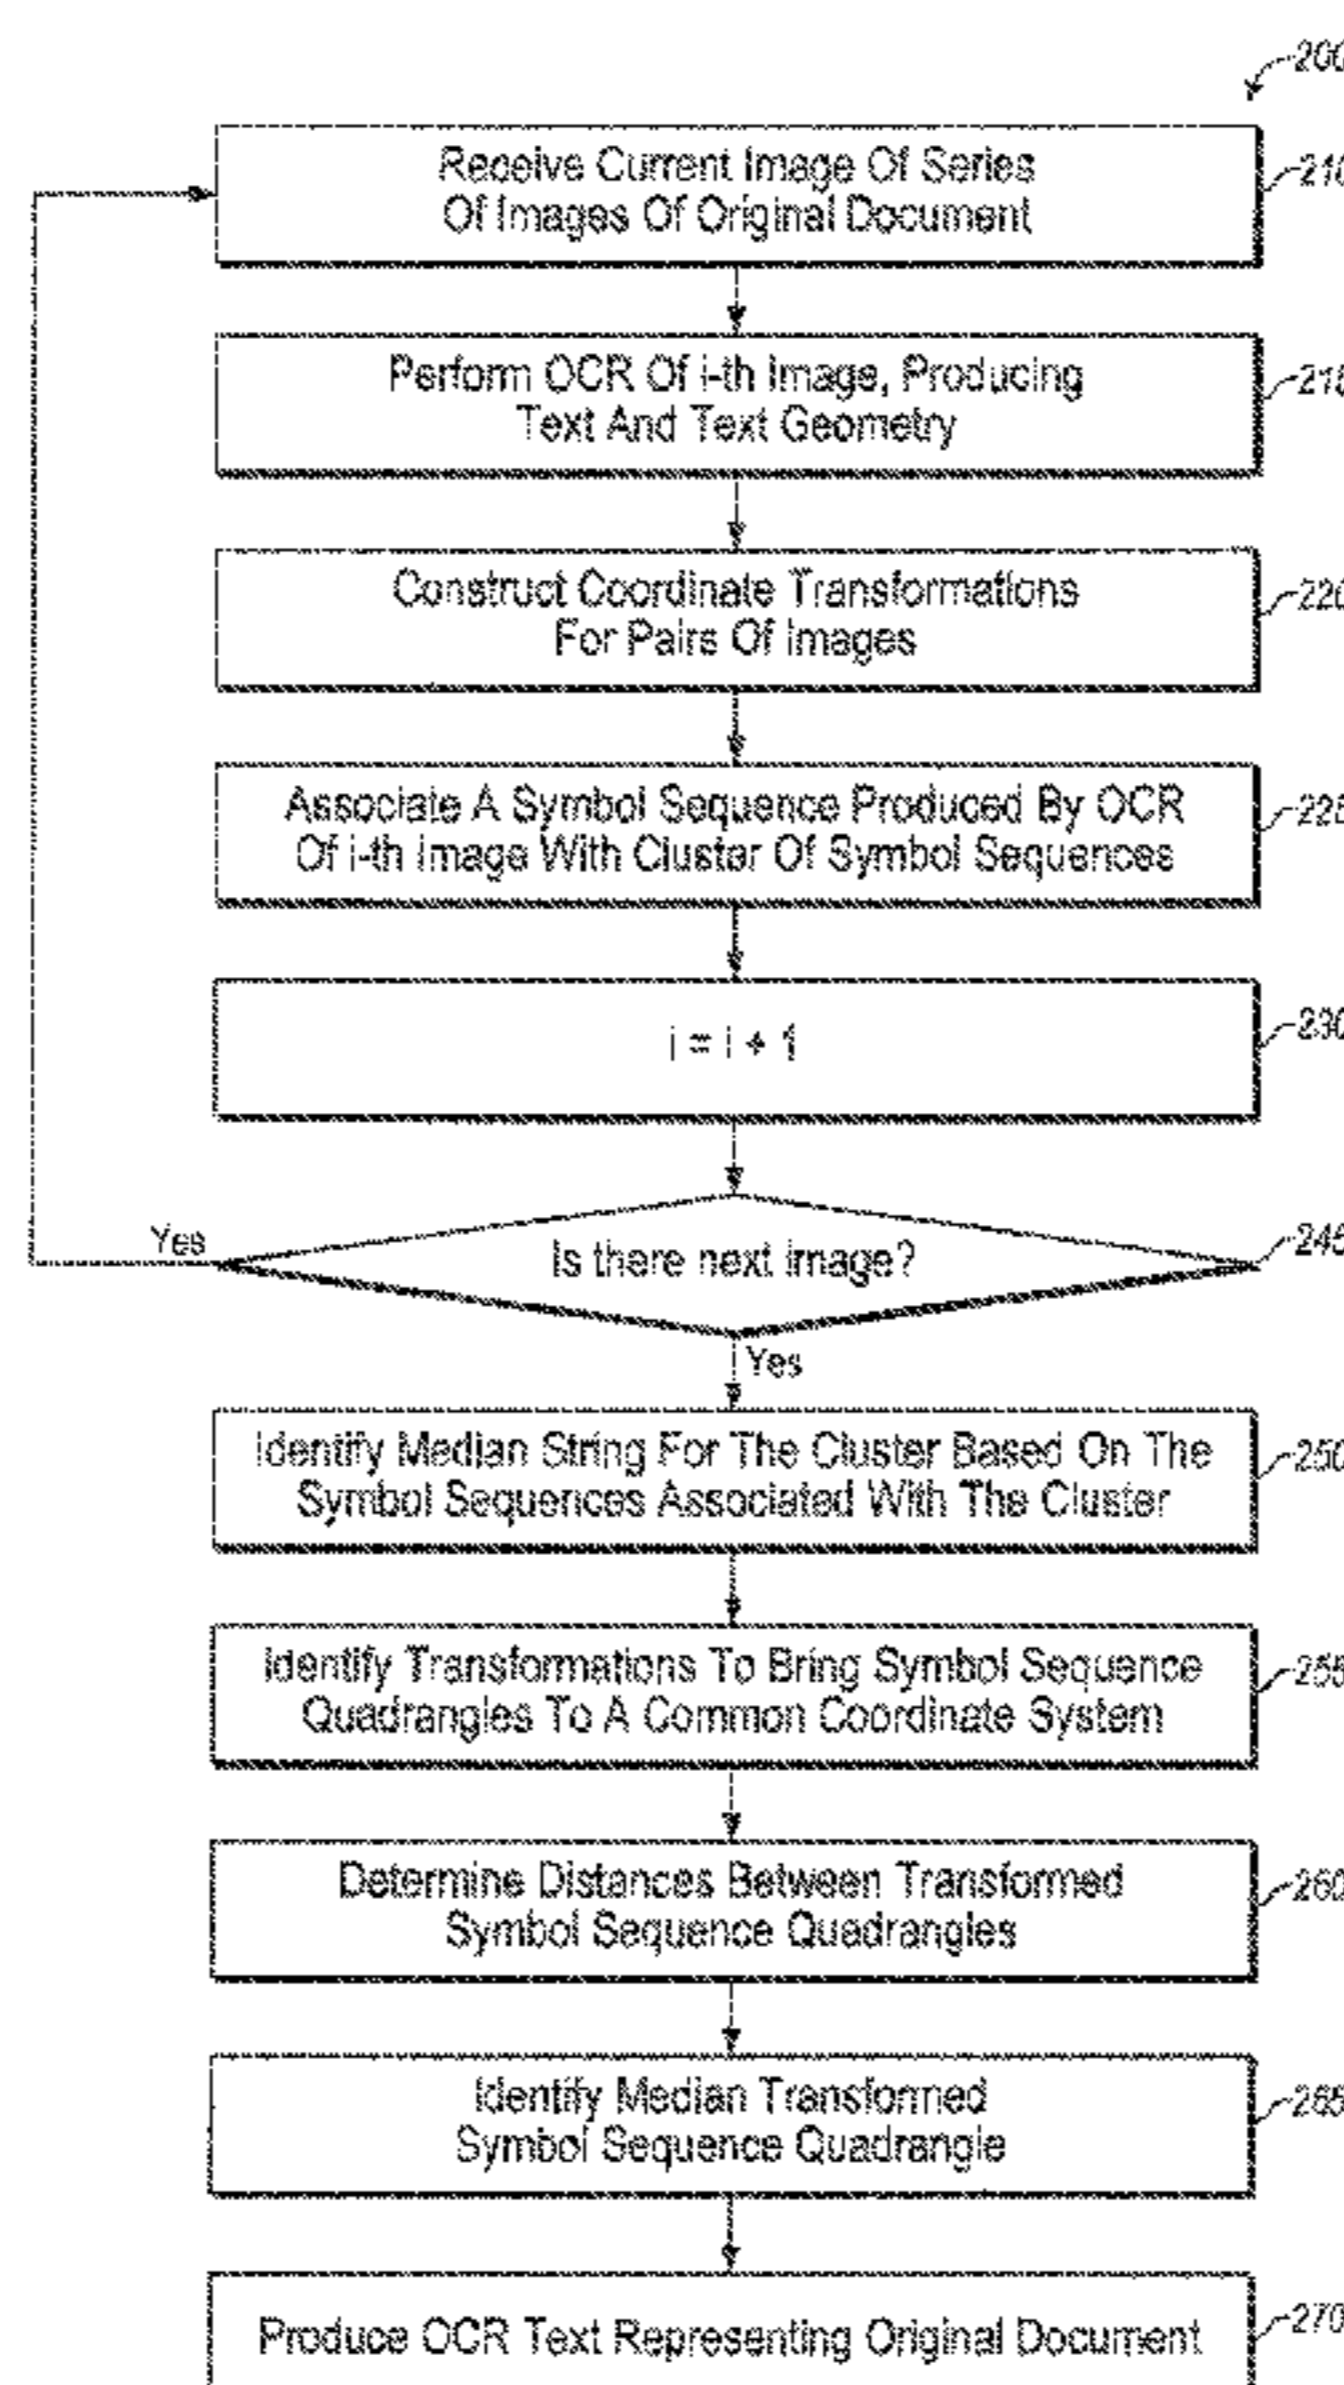 200
Receive Current Image Of Series
Of Images Of Original Document
210
Perform OCR Of i-th Image, Producing
Text And Text Geometry
215
Construct Coordinate Transformations
For Pairs Of Images
220
Associate A Symbol Sequence Produced By OCR
Of i-th Image With Cluster Of Symbol Sequences
225
i = i + 1
230
Yes
Is there next image?
245
Yes
Identify Median String For The Cluster Based On The
Symbol Sequences Associated With The Cluster
250
Identify Transformations To Bring Symbol Sequence
Quadrangles To A Common Coordinate System
255
Determine Distances Between Transformed
Symbol Sequence Quadrangles
260
Identify Median Transformed
Symbol Sequence Quadrangle
265
Produce OCR Text Representing Original Document
270